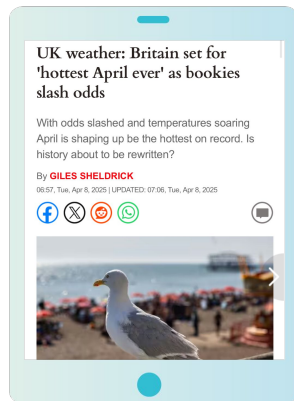 UK weather: Britain set for
'hottest April ever' as bookies
slash odds
With odds slashed and temperatures soaring
April is shaping up be the hottest on record. Is
history about to be rewritten?
By GILES SHELDRICK
06:57, Tue, Apr 8, 2025 | UPDATED: 07:06, Tue, Apr 8, 2025